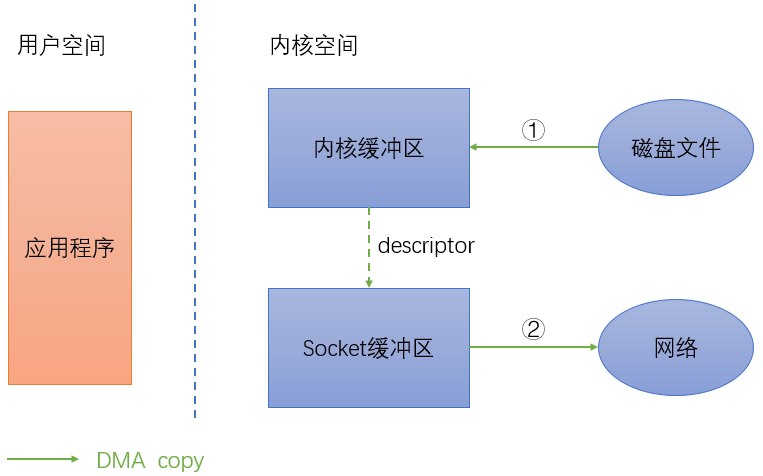 用户空间
内核空间
①
内核缓冲区
磁盘文件
应用程序
descriptor
②
Socket缓冲区
网络
DMA copy